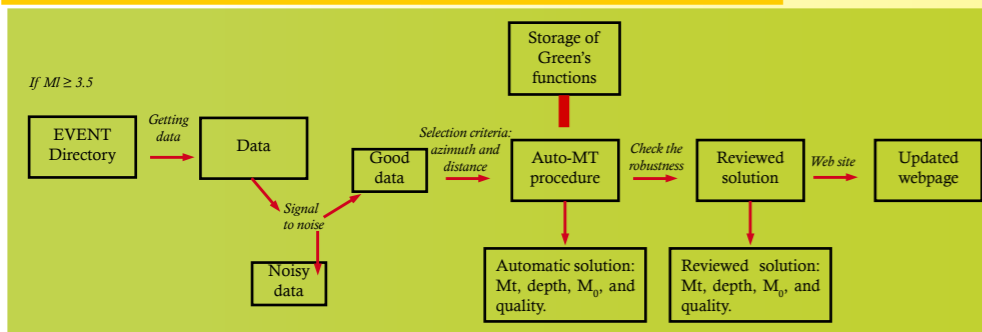 Storage of
Green's
functions
If Ml ≥ 3.5
EVENT
Directory
Getting
data
Data
Signal
to noise
Good
data
Noisy
data
Selection criteria:
azimuth and
distance
Auto-MT
procedure
Automatic solution:
Mt, depth, M₀, and
quality.
Check the
robustness
Reviewed
solution
Reviewed solution:
Mt, depth, M₀, and
quality.
Web site
Updated
webpage